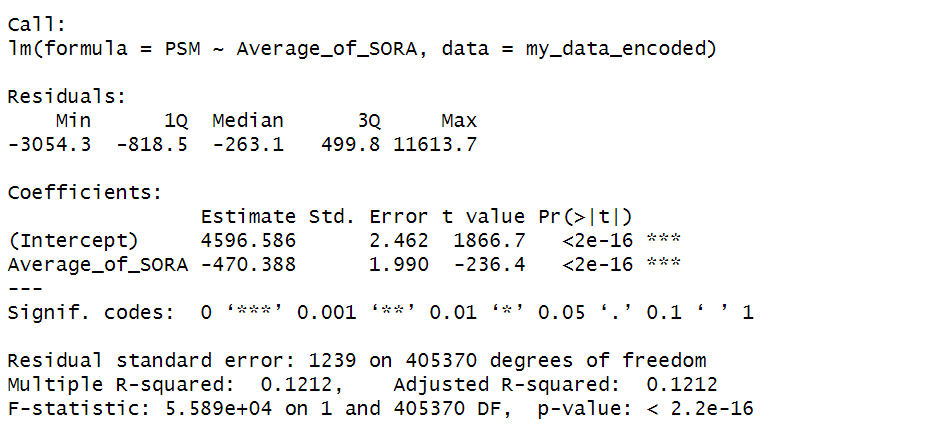 Call:
lm(formula = PSM ~ Average_of_SORA, data = my_data_encoded)
Residuals:
Min 1Q Median 3Q Max
-3054.3 -818.5 -263.1 499.8 11613.7
Coefficients:
Estimate Std. Error t value Pr(>|t|)
(Intercept) 4596.586 2.462 1866.7 <2e-16 ***
Average_of_SORA -470.388 1.990 -236.4 <2e-16 ***
---
Signif. codes: 0 ‘***’ 0.001 ‘**’ 0.01 ‘*’ 0.05 ‘.’ 0.1 ‘ ’ 1
Residual standard error: 1239 on 405370 degrees of freedom
Multiple R-squared: 0.1212, Adjusted R-squared: 0.1212
F-statistic: 5.589e+04 on 1 and 405370 DF, p-value: < 2.2e-16